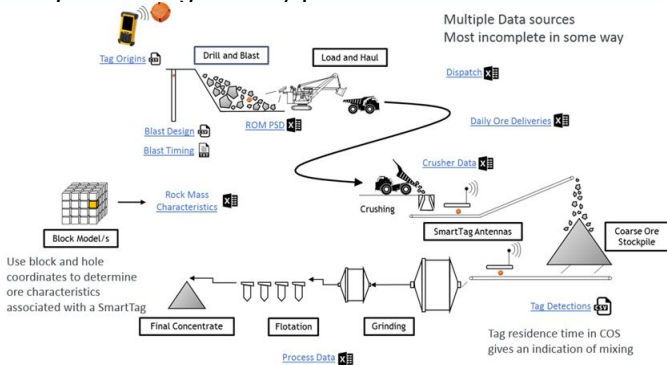 Multiple Data sources
Most incomplete in some way
Tag Origins
Drill and Blast
Load and Haul
Dispatch
Daily Ore Deliveries
Blast Design
ROM PSD
Blast Timing
Crusher Data
Rock Mass
Characteristics
Crushing
SmartTag Antennas
Coarse Ore
Stockpile
Block Model/s
Use block and hole
coordinates to determine
ore characteristics
associated with a SmartTag
Final Concentrate
Flotation
Grinding
Tag Detections
CSV
Tag residence time in COS
gives an indication of mixing
Process Data